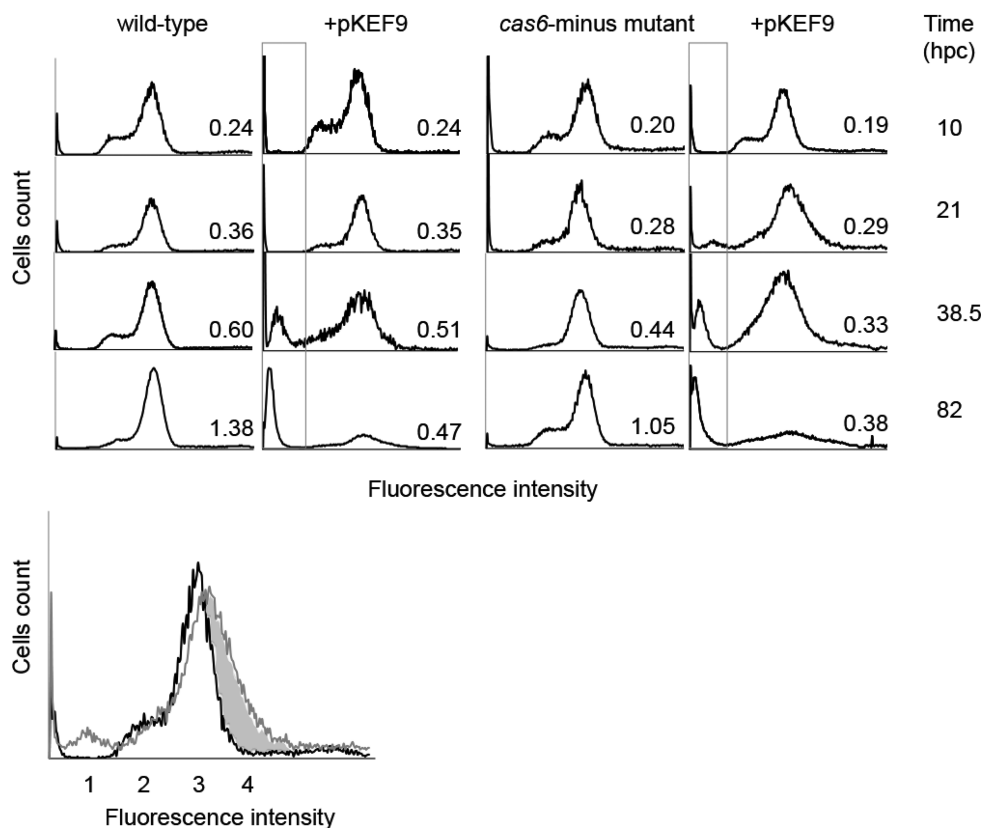 wild-type +pKEF9 cas6-minus mutant +pKEF9 Time
(hpc)
0.24 0.24 0.20 0.19 10
0.36 0.35 0.28 0.29 21
0.60 0.51 0.44 0.33 38.5
1.38 0.47 1.05 0.38 82
Cells count
Fluorescence intensity
Cells count
1 2 3 4
Fluorescence intensity